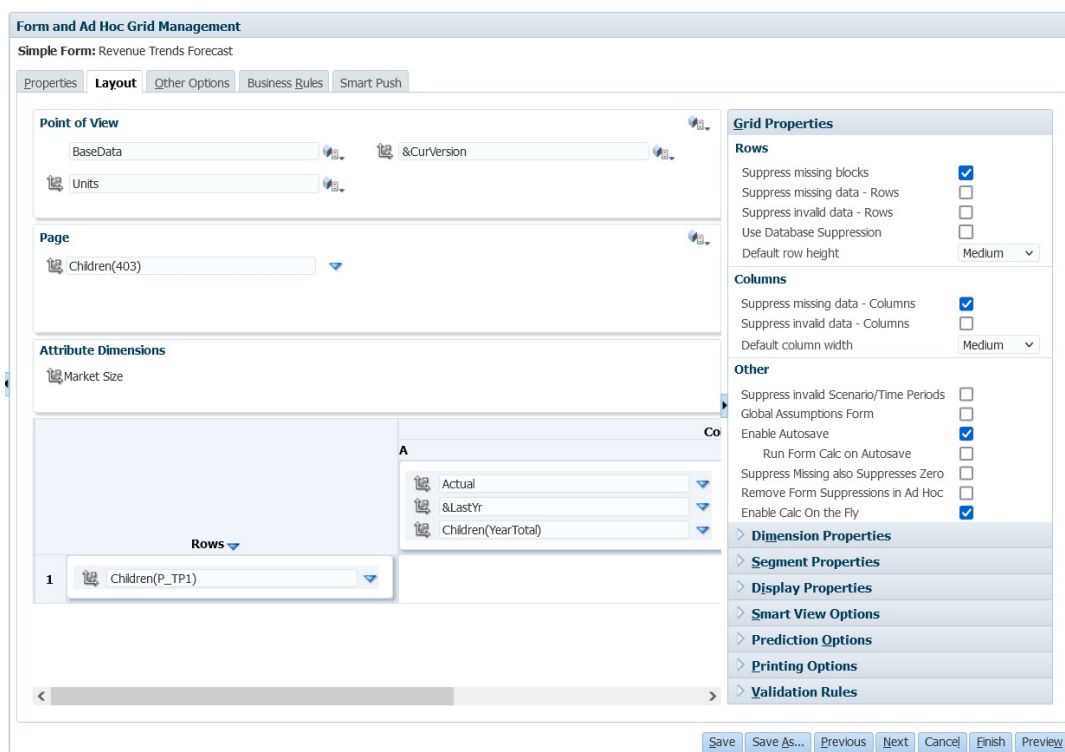 Form and Ad Hoc Grid Management
Simple Form: Revenue Trends Forecast
Properties Layout Other Options Business Rules Smart Push
Point of View
BaseData &CurVersion
Units
Page
Children(403)
Attribute Dimensions
Market Size
Col
A
Actual
&LastYr
Children(YearTotal)
Rows
1 Children(P_TP1)
Grid Properties
Rows
Suppress missing blocks
Suppress missing data - Rows
Suppress invalid data - Rows
Use Database Suppression
Default row height Medium
Columns
Suppress missing data - Columns
Suppress invalid data - Columns
Default column width Medium
Other
Suppress invalid Scenario/Time Periods
Global Assumptions Form
Enable Autosave
Run Form Calc on Autosave
Suppress Missing also Suppresses Zero
Remove Form Suppressions in Ad Hoc
Enable Calc On the Fly
Dimension Properties
Segment Properties
Display Properties
Smart View Options
Prediction Options
Printing Options
Validation Rules
Save Save As... Previous Next Cancel Finish Preview